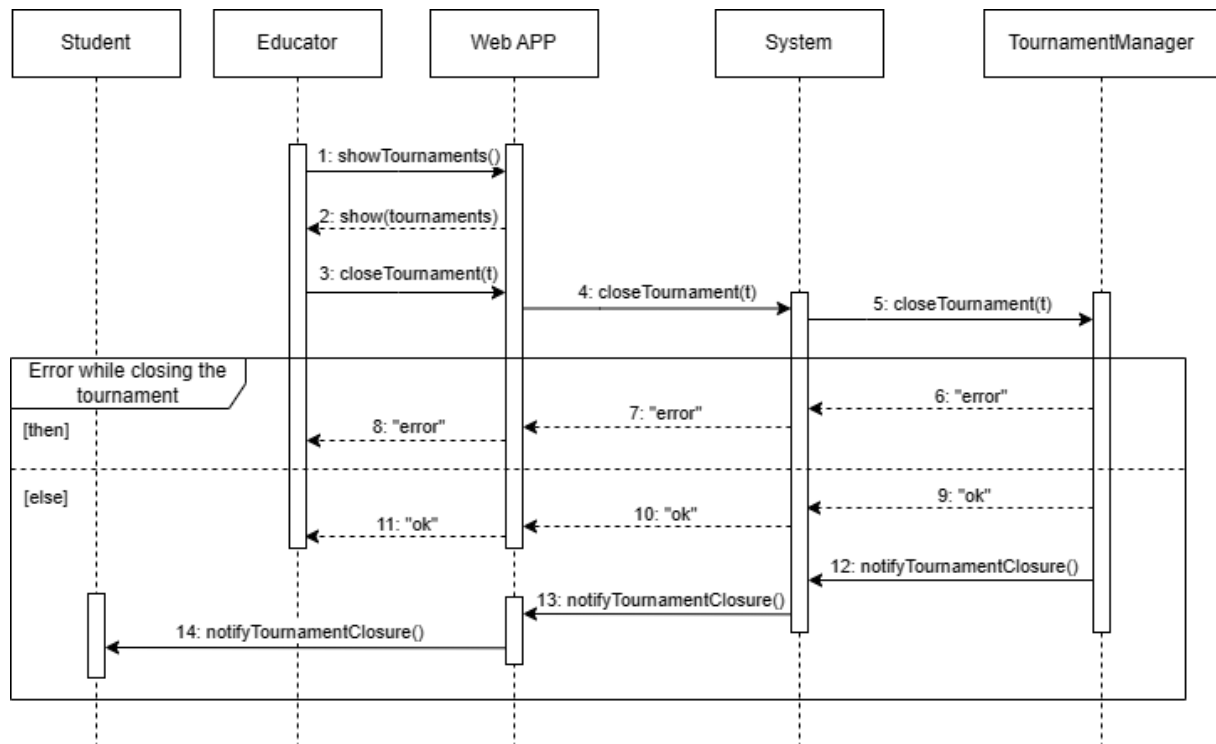 Student
Educator
Web APP
System
TournamentManager
1: showTournaments()
2: show(tournaments)
3: closeTournament(t)
4: closeTournament(t)
5: closeTournament(t)
Error while closing the
tournament
6: "error"
7: "error"
8: "error"
[then]
[else]
9: "ok"
10: "ok"
11: "ok"
12: notifyTournamentClosure()
13: notifyTournamentClosure()
14: notifyTournamentClosure()